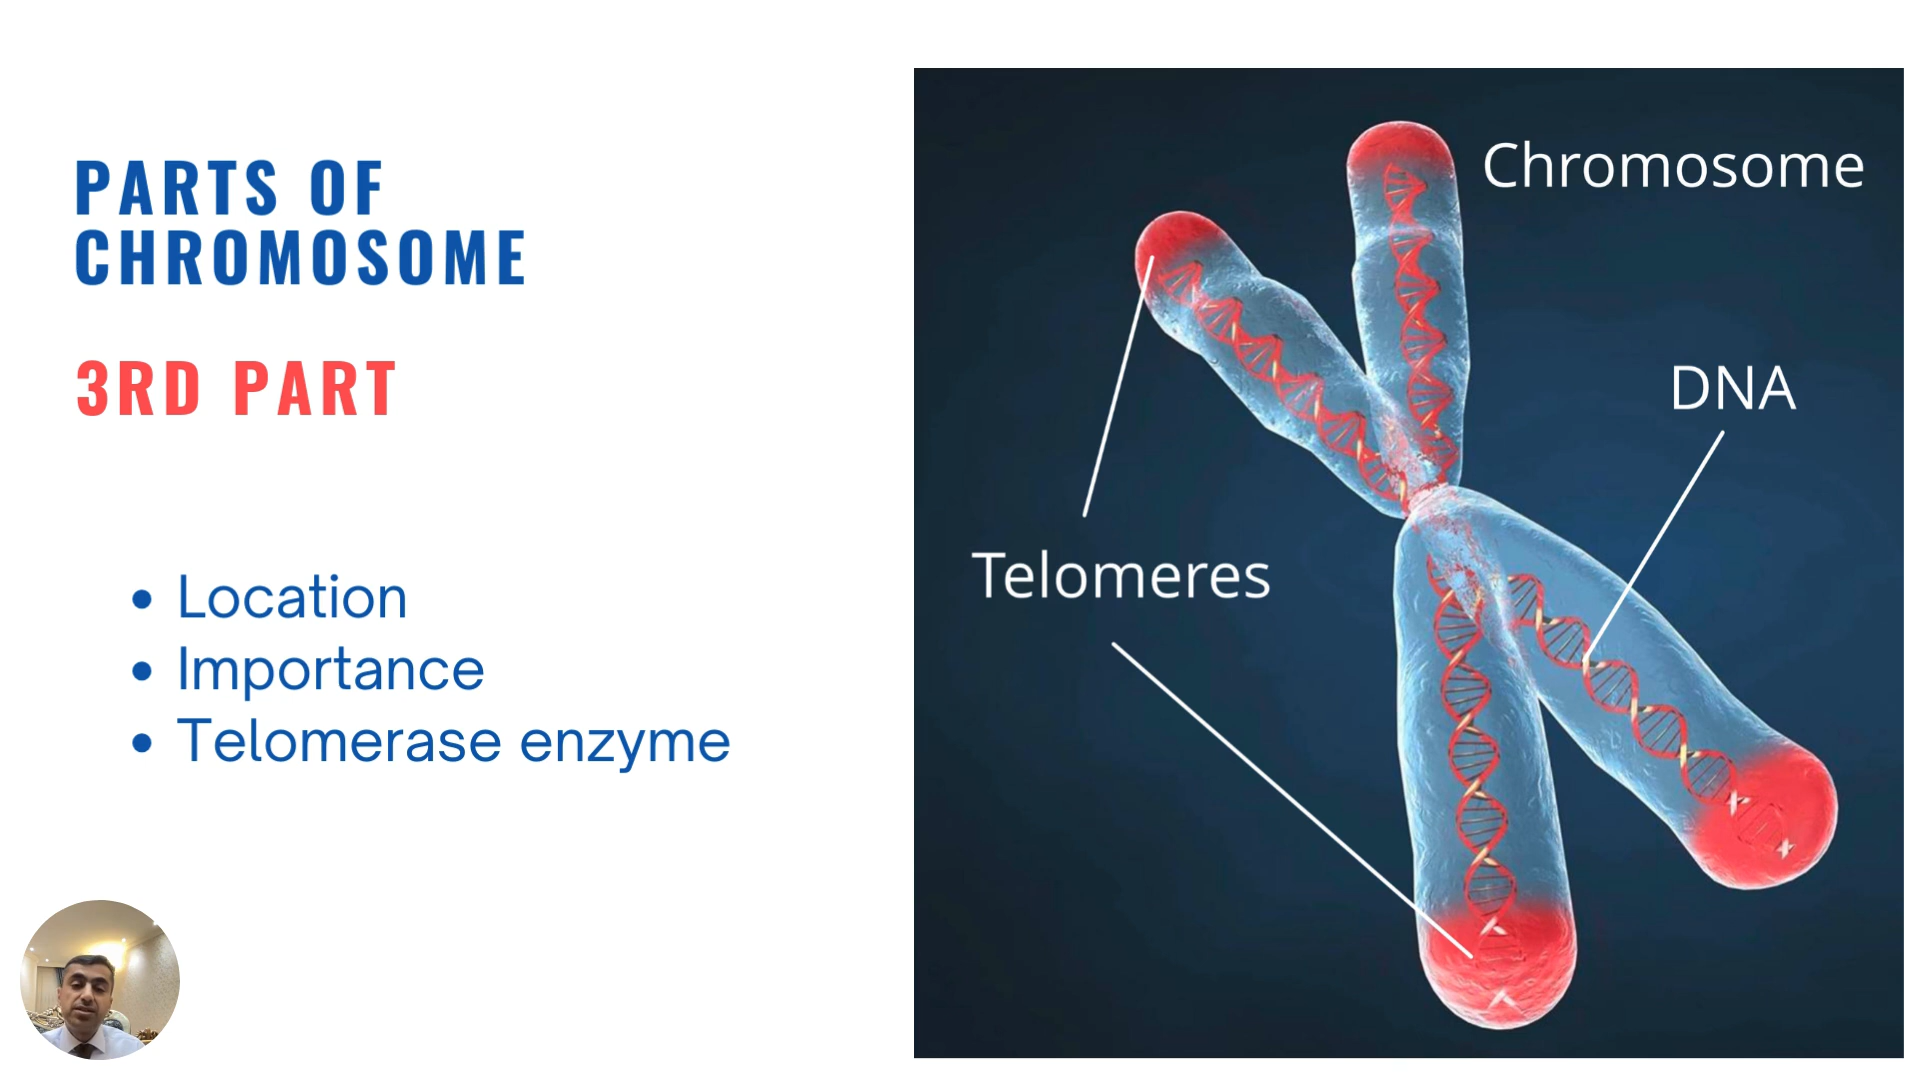 PARTS OF
CHROMOSOME
3RD PART
• Location
• Importance
• Telomerase enzyme
Chromosome
DNA
Telomeres